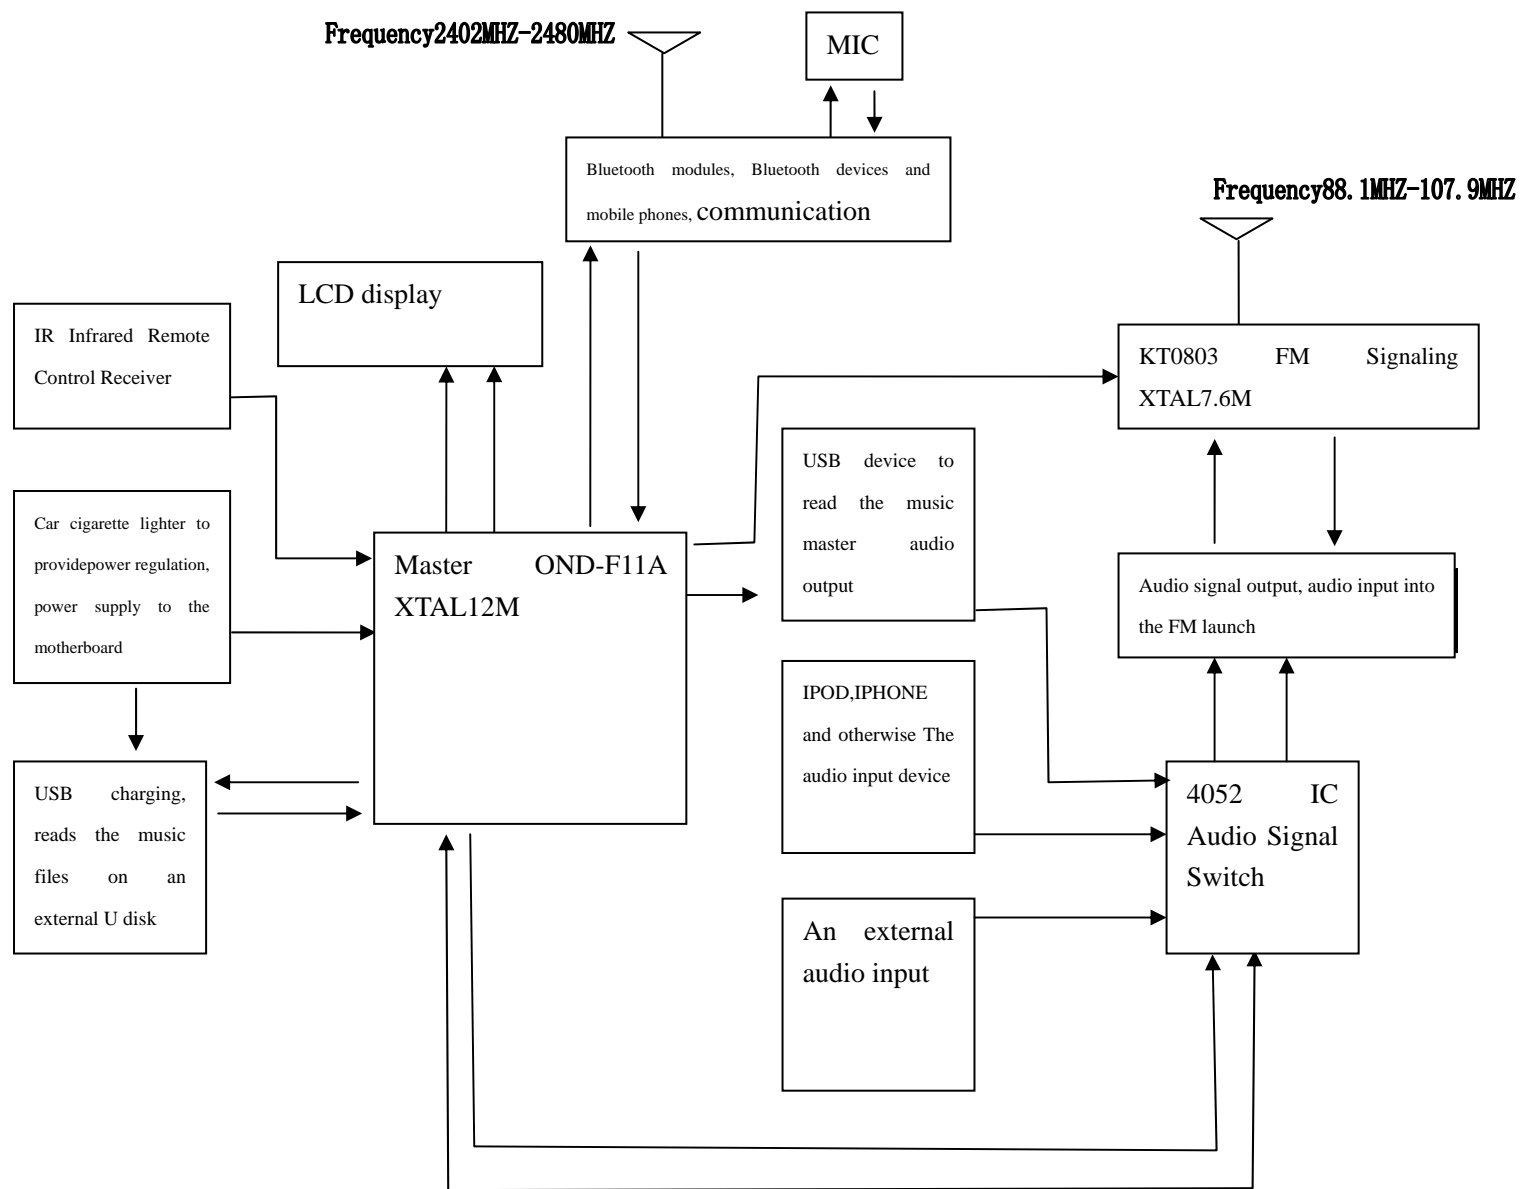 Frequency2402MHZ-2480MHZ
MIC
Bluetooth modules, Bluetooth devices and
mobile phones, communication
Frequency88.1MHZ-107.9MHZ
LCD display
IR Infrared Remote
Control Receiver
KT0803 FM Signaling
XTAL7.6M
USB device to
read the music
master audio
output
Car cigarette lighter to
providepower regulation,
power supply to the
motherboard
Master OND-F11A
XTAL12M
Audio signal output, audio input into
the FM launch
IPOD,IPHONE
and otherwise The
audio input device
USB charging,
reads the music
files on an
external U disk
4052 IC
Audio Signal
Switch
An external
audio input